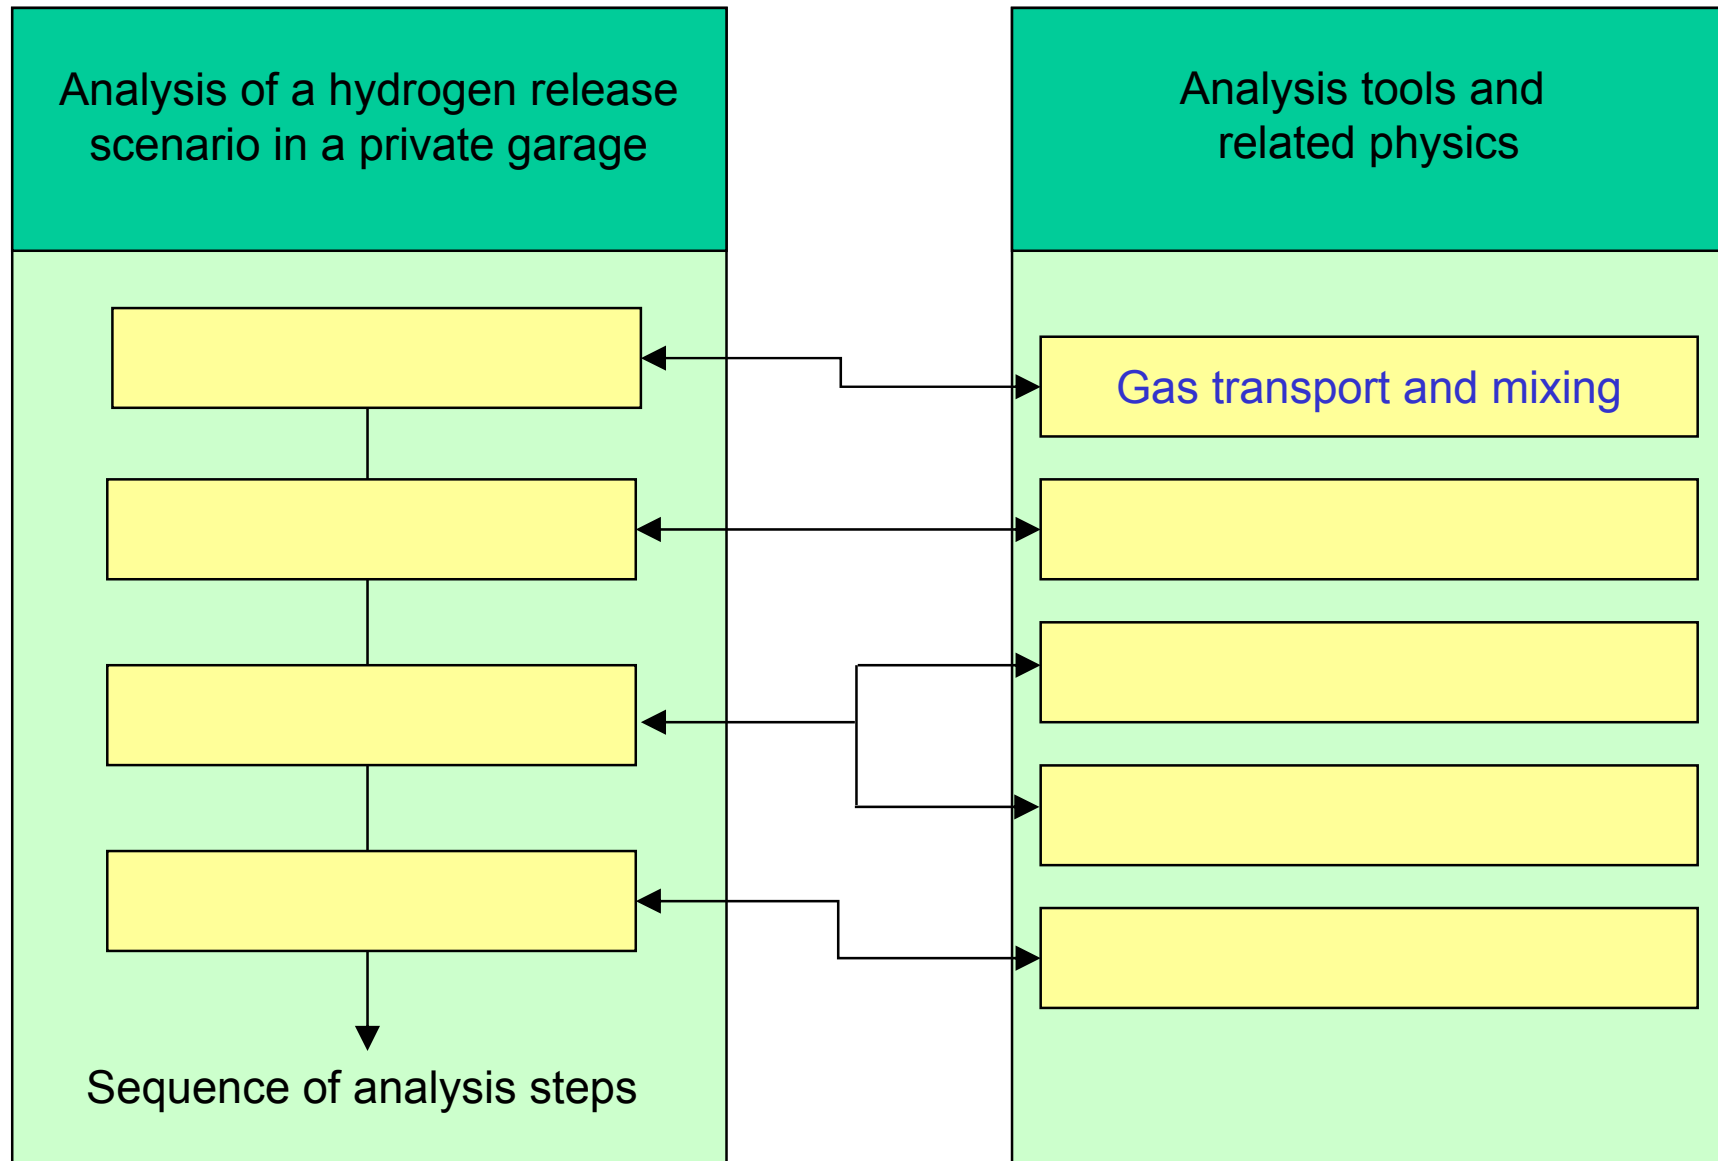 Analysis of a hydrogen release
scenario in a private garage
Analysis tools and
related physics
Gas transport and mixing
Sequence of analysis steps